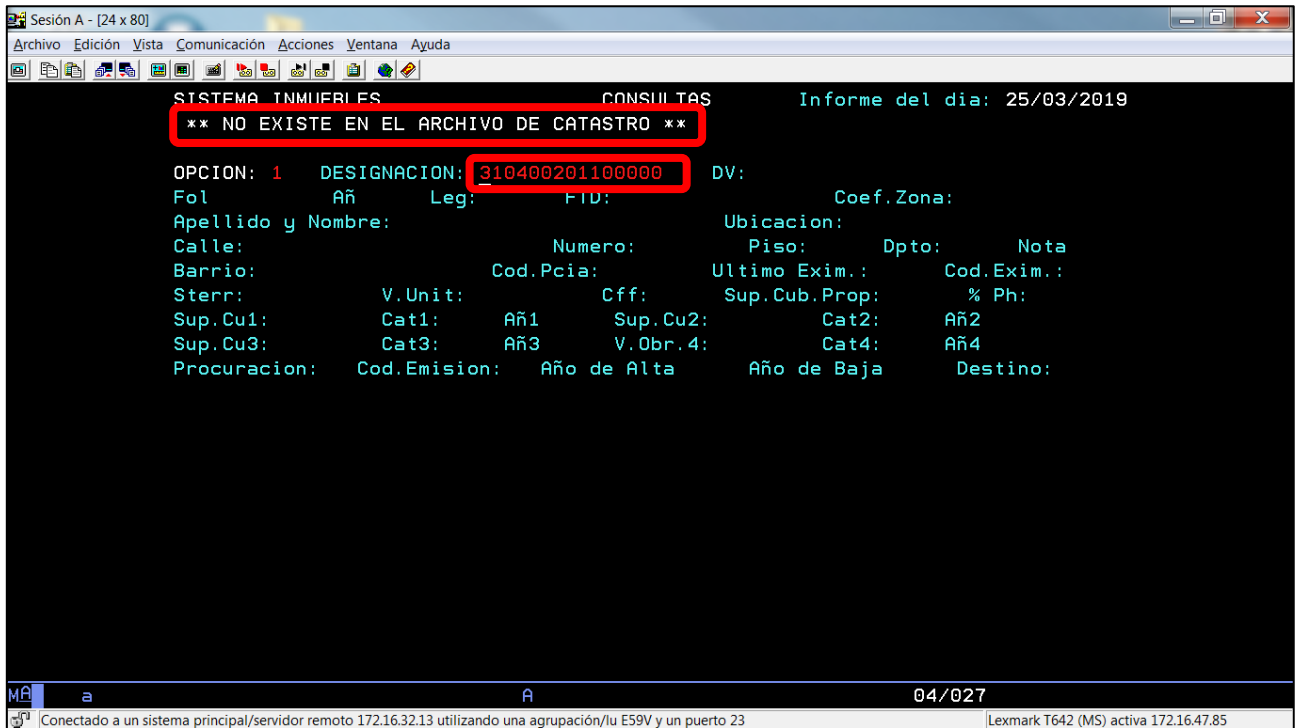 Sesión A - [24 x 80]
Archivo Edición Vista Comunicación Acciones Ventana Ayuda
SISTEMA INMUEBLES CONSULTAS Informe del dia: 25/03/2019
** NO EXISTE EN EL ARCHIVO DE CATASTRO **
OPCION: 1 DESIGNACION: 310400201100000 DV:
Fol Añ Leg: FTD: Coef.Zona:
Apellido y Nombre: Ubicacion:
Calle: Numero: Piso: Dpto: Nota
Barrio: Cod.Pcia: Ultimo Exim.: Cod.Exim.:
Sterr: V.Unit: Cff: Sup.Cub.Prop: % Ph:
Sup.Cu1: Cat1: Añ1 Sup.Cu2: Cat2: Añ2
Sup.Cu3: Cat3: Añ3 V.Obr.4: Cat4: Añ4
Procuracion: Cod.Emision: Año de Alta Año de Baja Destino:
MA a A 04/027
Conectado a un sistema principal/servidor remoto 172.16.32.13 utilizando una agrupación/lu E59V y un puerto 23 Lexmark T642 (MS) activa 172.16.47.85